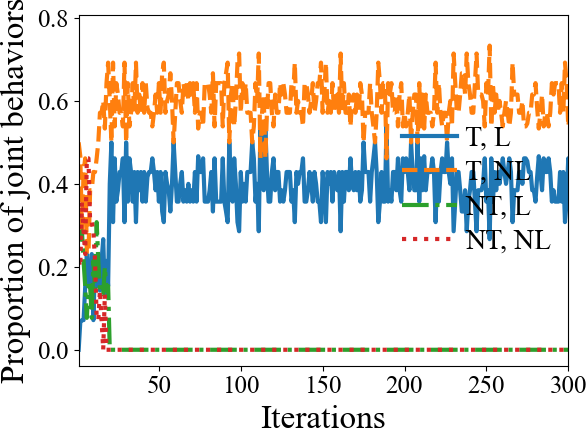 Proportion of joint behaviors
0.8
0.6
0.4
0.2
0.0
T, L
T, NL
NT, L
NT, NL
50
100
150
200
250
300
Iterations